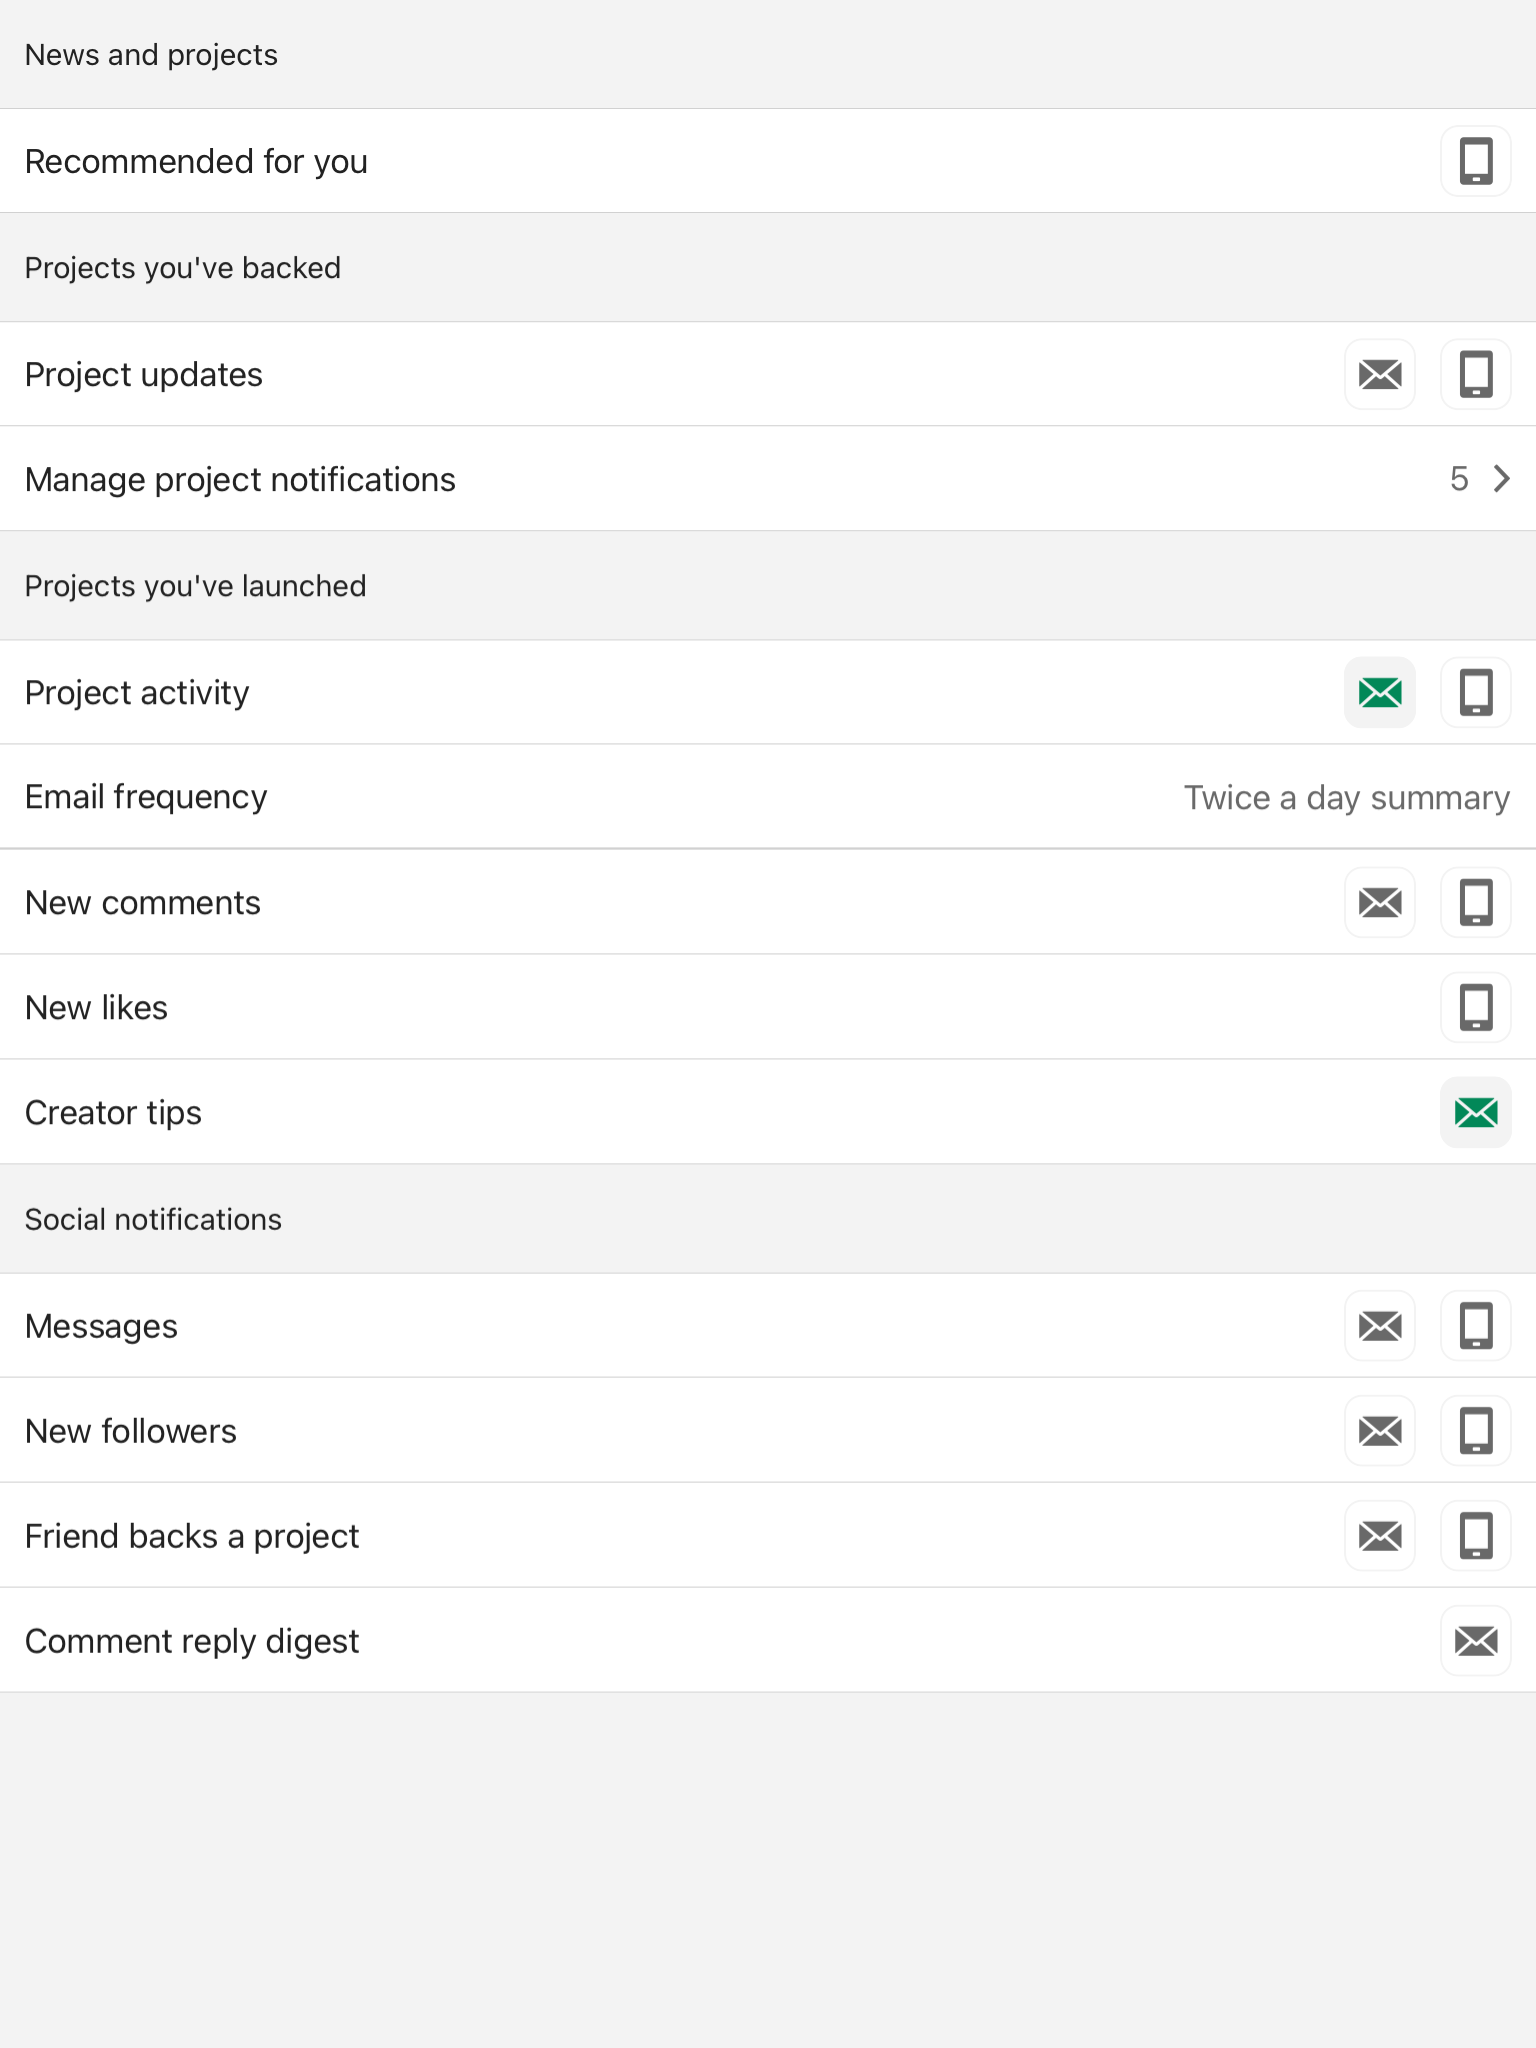 News and projects
Recommended for you
Projects you've backed
Project updates
Manage project notifications 5
Projects you've launched
Project activity
Email frequency Twice a day summary
New comments
New likes
Creator tips
Social notifications
Messages
New followers
Friend backs a project
Comment reply digest